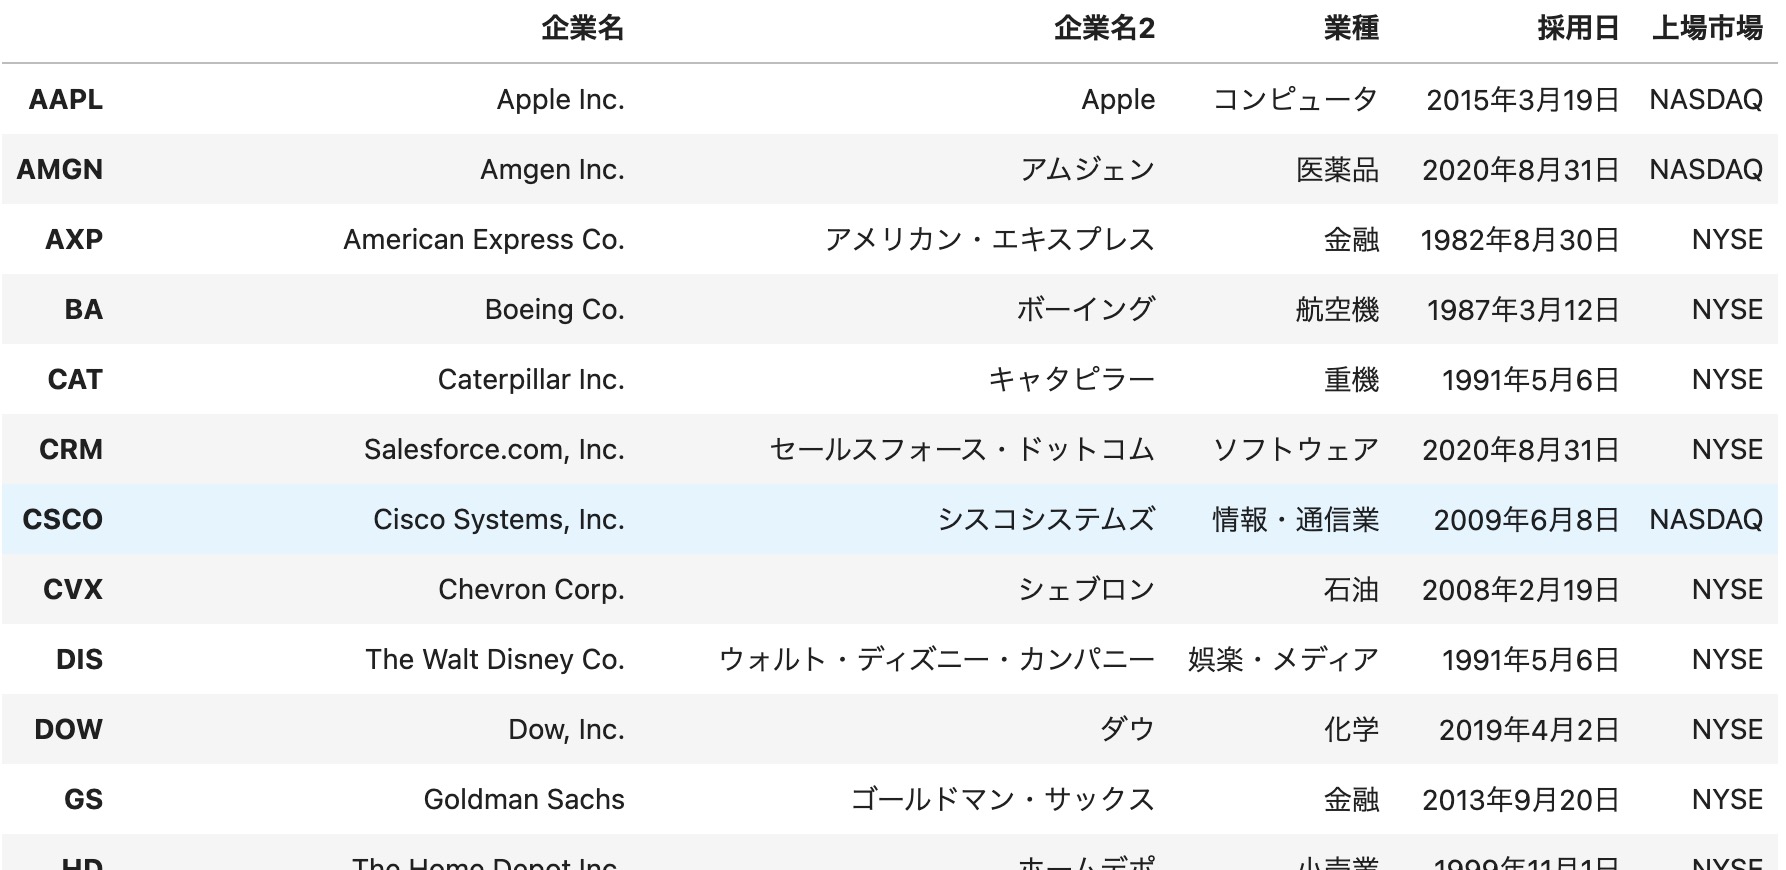 企業名 企業名2 業種 採用日 上場市場
AAPL Apple Inc. Apple コンピュータ 2015年3月19日 NASDAQ
AMGN Amgen Inc. アムジェン 医薬品 2020年8月31日 NASDAQ
AXP American Express Co. アメリカン・エキスプレス 金融 1982年8月30日 NYSE
BA Boeing Co. ボーイング 航空機 1987年3月12日 NYSE
CAT Caterpillar Inc. キャタピラー 重機 1991年5月6日 NYSE
CRM Salesforce.com, Inc. セールスフォース・ドットコム ソフトウェア 2020年8月31日 NYSE
CSCO Cisco Systems, Inc. シスコシステムズ 情報・通信業 2009年6月8日 NASDAQ
CVX Chevron Corp. シェブロン 石油 2008年2月19日 NYSE
DIS The Walt Disney Co. ウォルト・ディズニー・カンパニー 娯楽・メディア 1991年5月6日 NYSE
DOW Dow, Inc. ダウ 化学 2019年4月2日 NYSE
GS Goldman Sachs ゴールドマン・サックス 金融 2013年9月20日 NYSE
HD The Home Depot Inc. ホームデポ 小売業 1999年11月1日 NYSE